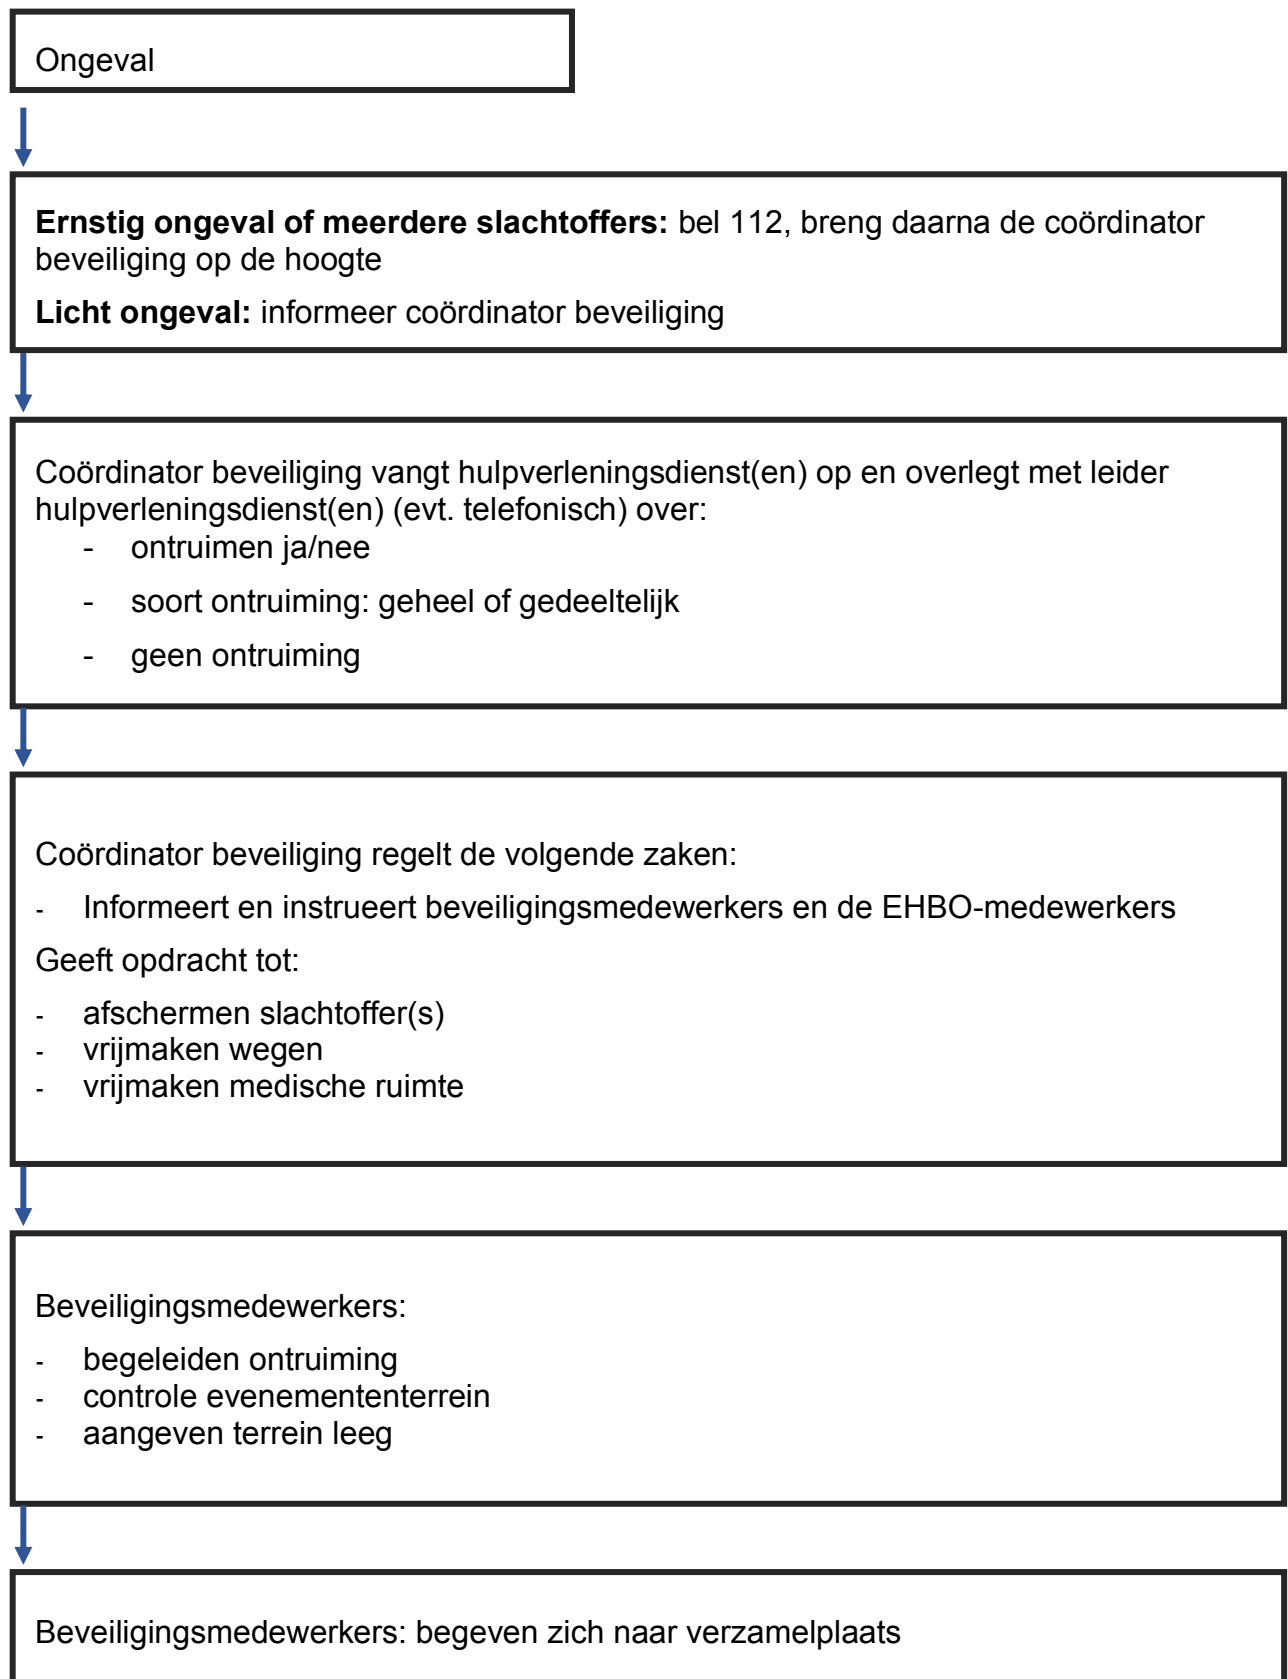 Ongeval
Ernstig ongeval of meerdere slachtoffers: bel 112, breng daarna de coördinator
beveiliging op de hoogte
Licht ongeval: informeer coördinator beveiliging
Coördinator beveiliging vangt hulpverleningsdienst(en) op en overlegt met leider
hulpverleningsdienst(en) (evt. telefonisch) over:
- ontruimen ja/nee
- soort ontruiming: geheel of gedeeltelijk
- geen ontruiming
Coördinator beveiliging regelt de volgende zaken:
- Informeert en instrueert beveiligingsmedewerkers en de EHBO-medewerkers
Geeft opdracht tot:
- afschermen slachtoffer(s)
- vrijmaken wegen
- vrijmaken medische ruimte
Beveiligingsmedewerkers:
- begeleiden ontruiming
- controle evenemententerrein
- aangeven terrein leeg
Beveiligingsmedewerkers: begeven zich naar verzamelplaats